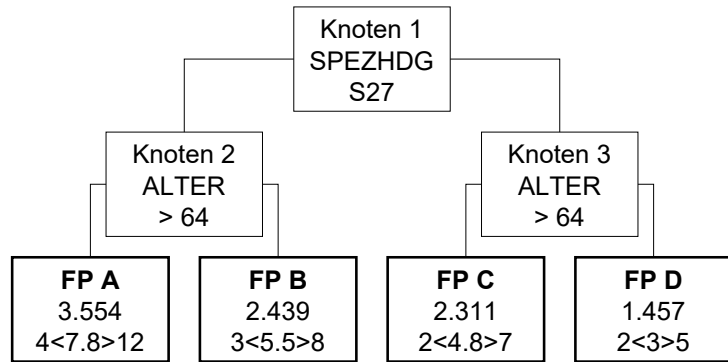 Knoten 1
SPEZHDG
S27
Knoten 2
ALTER
> 64
Knoten 3
ALTER
> 64
FP A
3.554
4<7.8>12
FP B
2.439
3<5.5>8
FP C
2.311
2<4.8>7
FP D
1.457
2<3>5